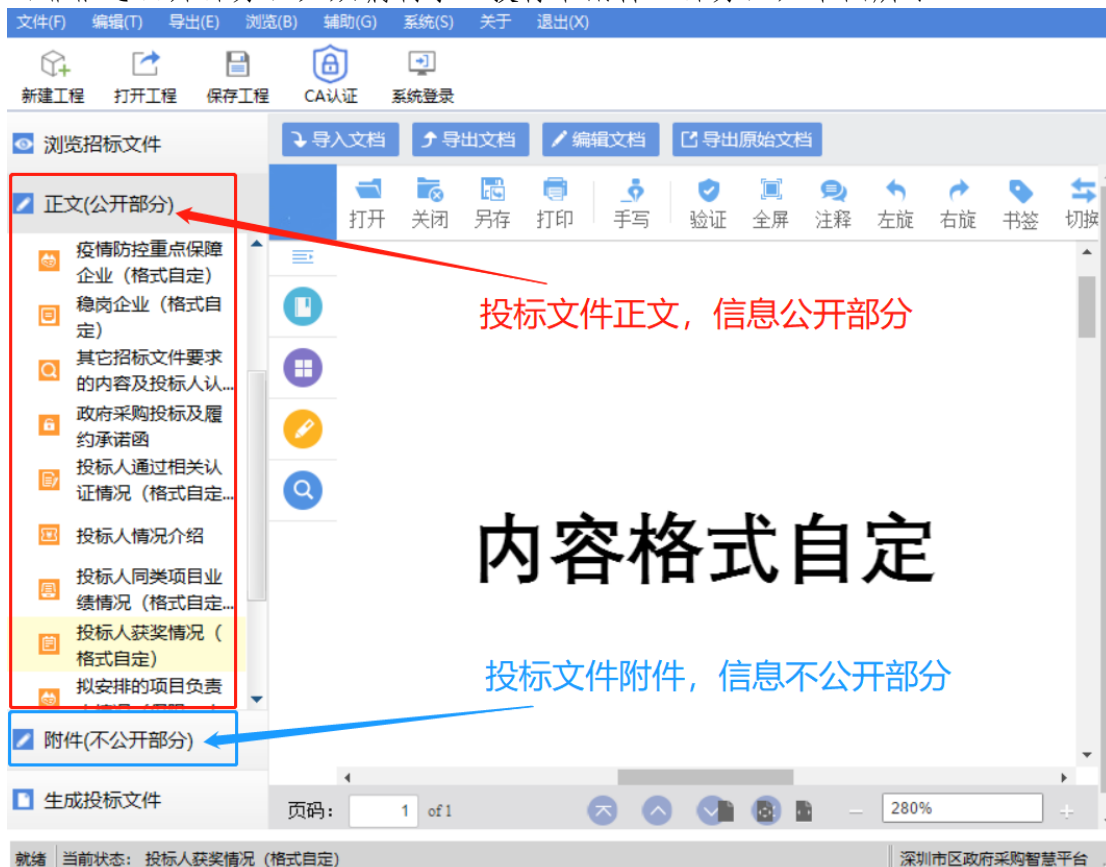 文件(F) 编辑(T) 导出(E) 浏览(B) 辅助(G) 系统(S) 关于 退出(X)
新建工程 打开工程 保存工程 CA认证 系统登录
浏览招标文件
导入文档 导出文档 编辑文档 导出原始文档
正文(公开部分)
打开 关闭 另存 打印 手写 验证 全屏 注释 左旋 右旋 书签 切换
疫情防控重点保障
企业（格式自定）
稳岗企业（格式自
定）
其它招标文件要求
的内容及投标人认...
政府采购投标及履
约承诺函
投标人通过相关认
证情况（格式自定...
投标人情况介绍
投标人同类项目业
绩情况（格式自定...
投标人获奖情况（
格式自定）
拟安排的项目负责
投标文件正文，信息公开部分
内容格式自定
投标文件附件，信息不公开部分
附件(不公开部分)
生成投标文件
页码: 1 of 1 280%
就绪 当前状态: 投标人获奖情况（格式自定） 深圳市区政府采购智慧平台